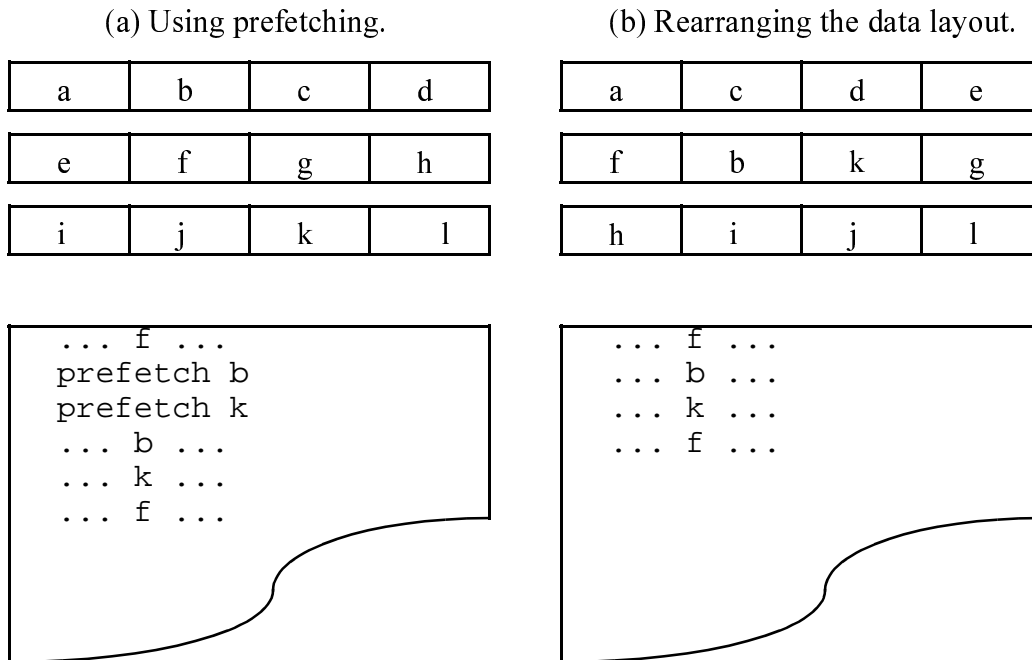 (a) Using prefetching.
a b c d
e f g h
i j k l
... f ...
prefetch b
prefetch k
... b ...
... k ...
... f ...
(b) Rearranging the data layout.
a c d e
f b k g
h i j l
... f ...
... b ...
... k ...
... f ...